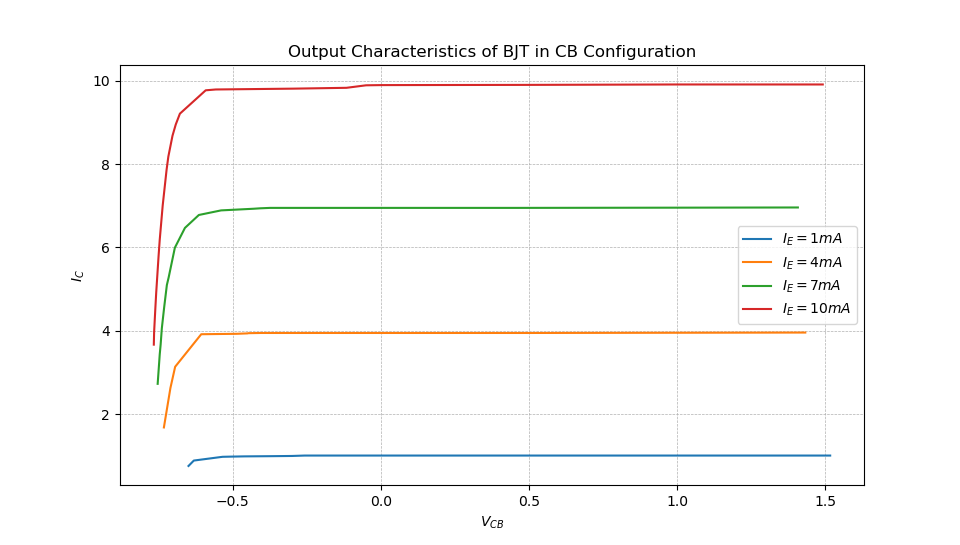 Output Characteristics of BJT in CB Configuration
10
8
6
4
2
I_C
I_E = 1mA
I_E = 4mA
I_E = 7mA
I_E = 10mA
−0.5 0.0 0.5 1.0 1.5
V_CB